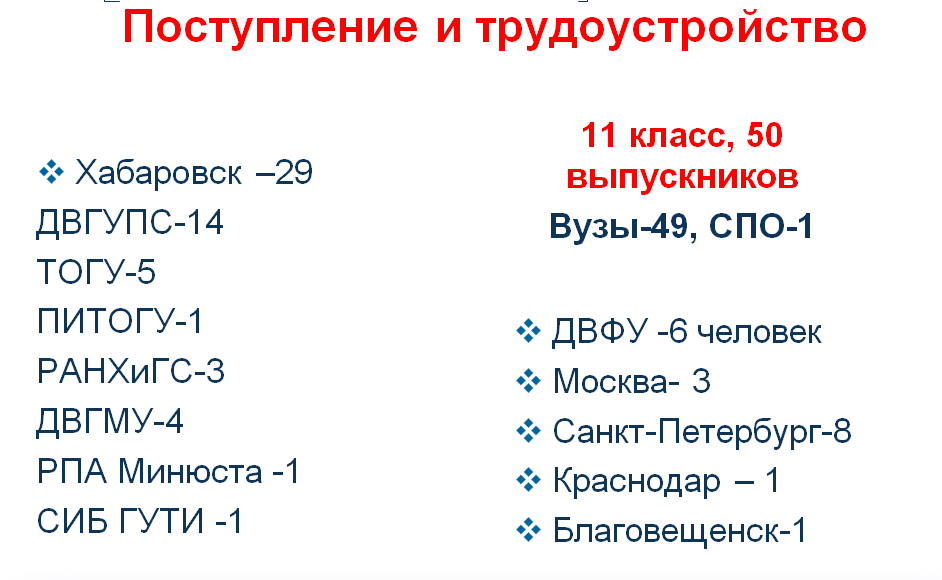 Поступление и трудоустройство
❖ Хабаровск –29
ДВГУПС-14
ТОГУ-5
ПИТОГУ-1
РАНХиГС-3
ДВГМУ-4
РПА Минюста -1
СИБ ГУТИ -1
11 класс, 50
выпускников
Вузы-49, СПО-1
❖ ДВФУ -6 человек
❖ Москва- 3
❖ Санкт-Петербург-8
❖ Краснодар – 1
❖ Благовещенск-1